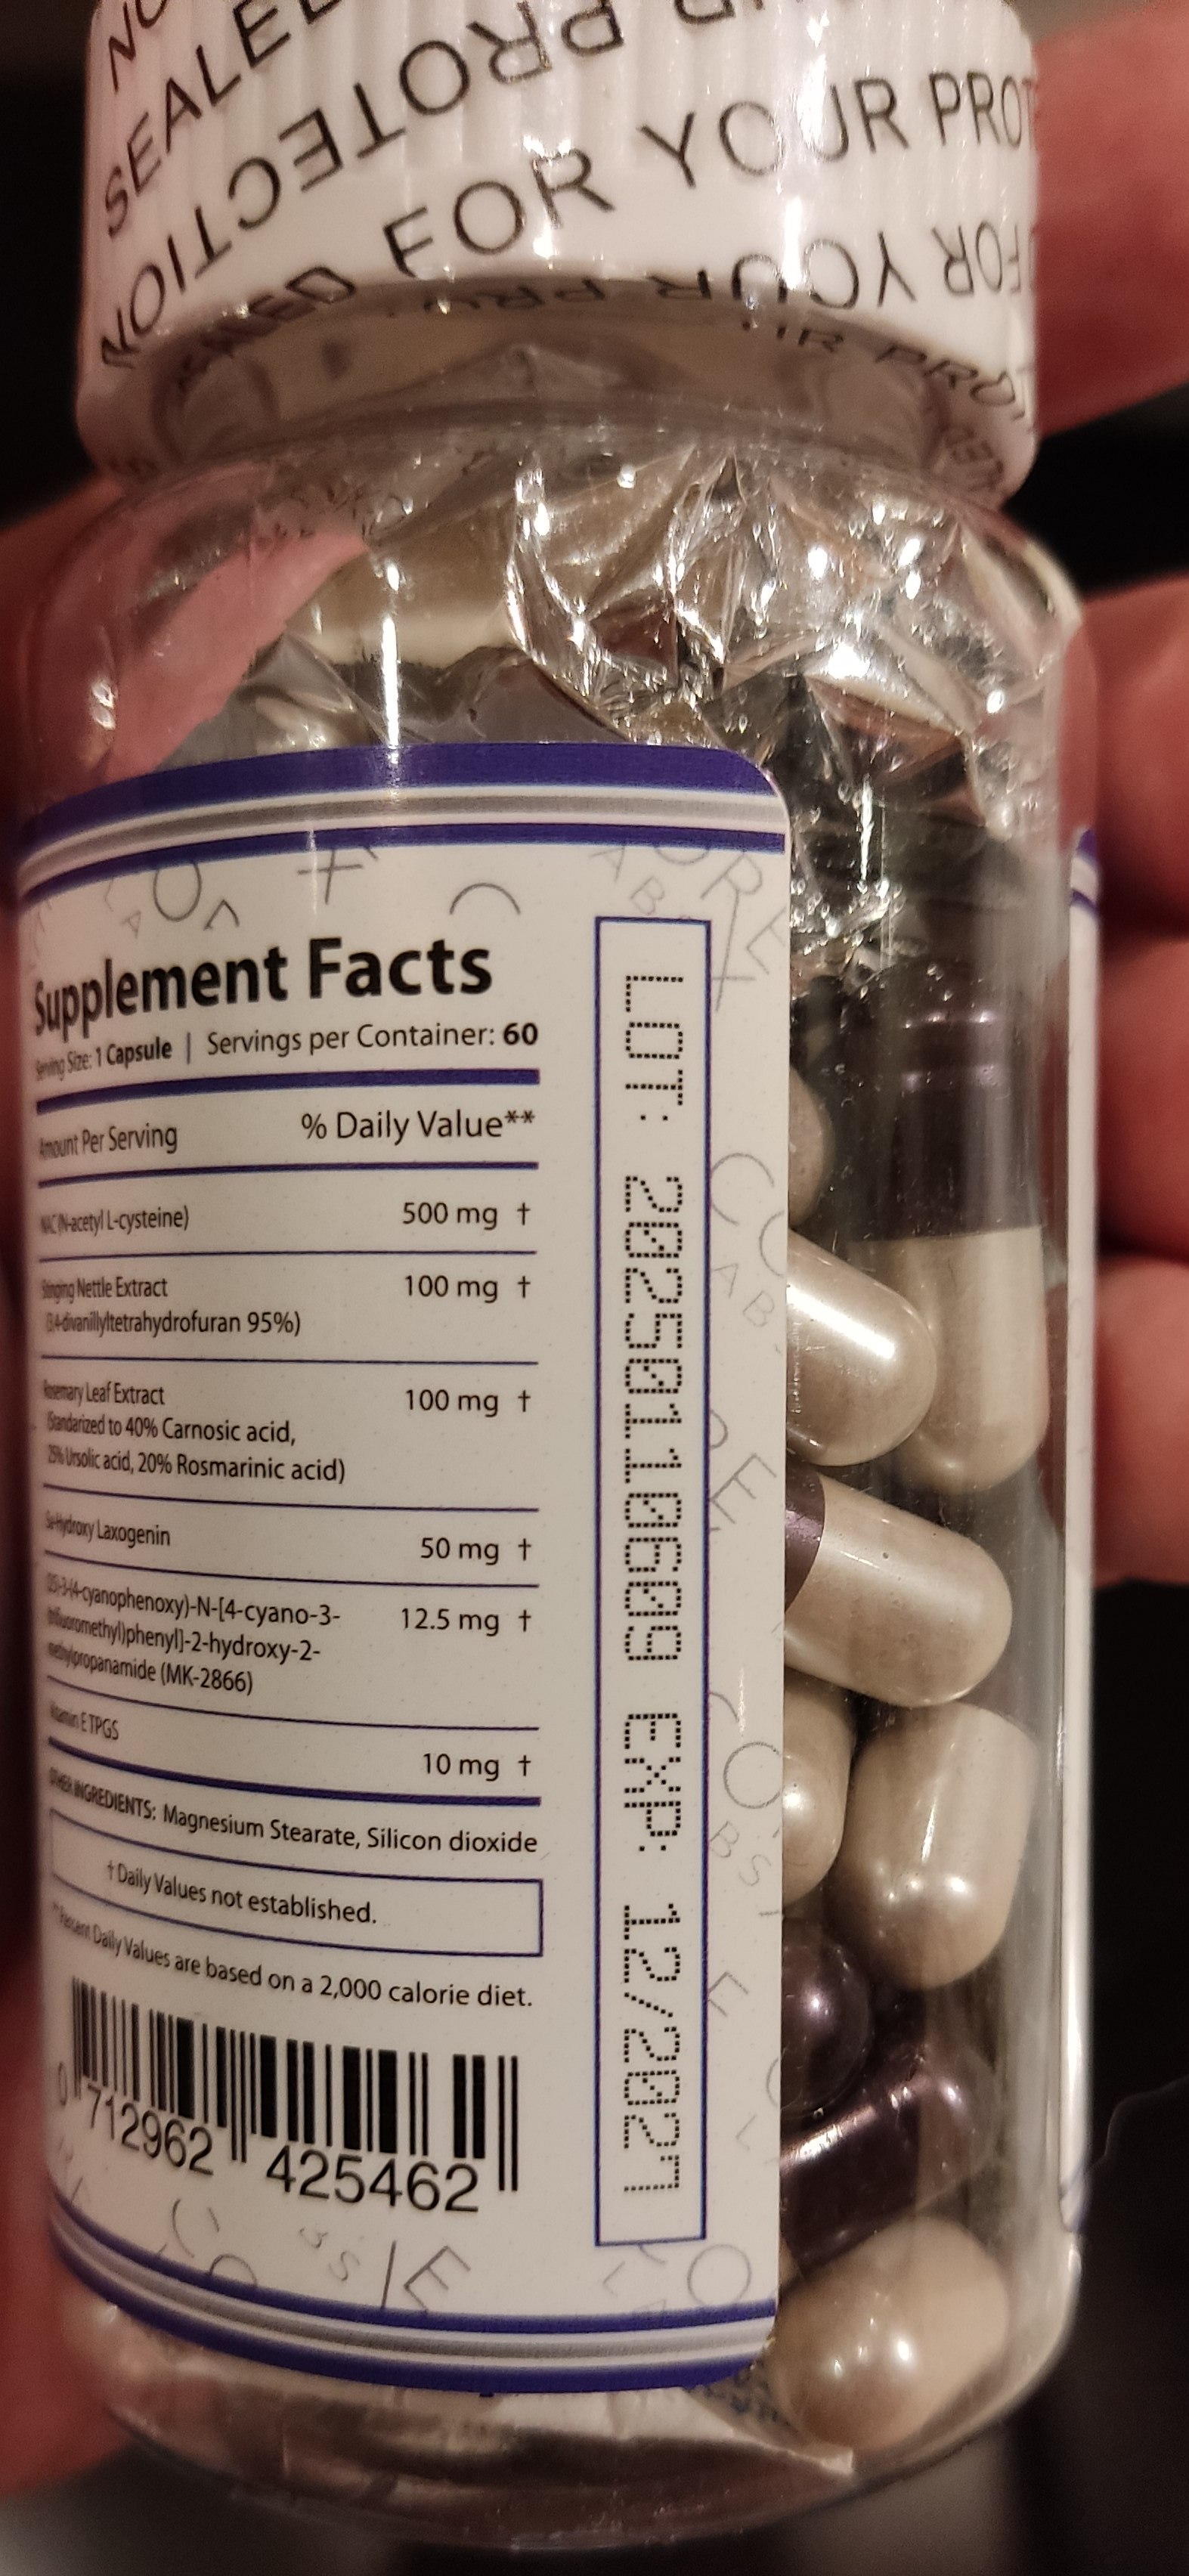 SEALED
PROTECTION
FOR YOUR PROT
FOR YOUR
Supplement Facts
Serving Size: 1 Capsule | Servings per Container: 60
Amount Per Serving % Daily Value**
NAC (N-acetyl L-cysteine) 500 mg †
Stinging Nettle Extract 100 mg †
(3,4-divanillyltetrahydrofuran 95%)
Rosemary Leaf Extract 100 mg †
(Standarized to 40% Carnosic acid,
25% Ursolic acid, 20% Rosmarinic acid)
5a-Hydroxy Laxogenin 50 mg †
(2S)-3-(4-cyanophenoxy)-N-[4-cyano-3- 12.5 mg †
(trifluoromethyl)phenyl]-2-hydroxy-2-
methylpropanamide (MK-2866)
Vitamin E TPGS 10 mg †
OTHER INGREDIENTS: Magnesium Stearate, Silicon dioxide
† Daily Values not established.
** Percent Daily Values are based on a 2,000 calorie diet.
0 712962 425462
LOT: 202501110609 EXP: 12/2027